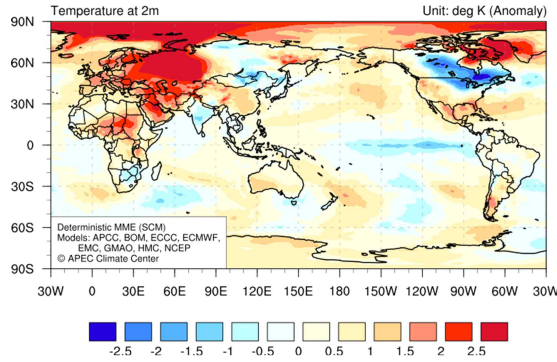 Temperature at 2m Unit: deg K (Anomaly)
90N
60N
30N
0
30S
60S
90S
Deterministic MME (SCM)
Models: APCC, BOM, ECCC, ECMWF,
EMC, GMAO, HMC, NCEP
© APEC Climate Center
30W 0 30E 60E 90E 120E 150E 180 150W 120W 90W 60W 30W
-2.5 -2 -1.5 -1 -0.5 0 0.5 1 1.5 2 2.5